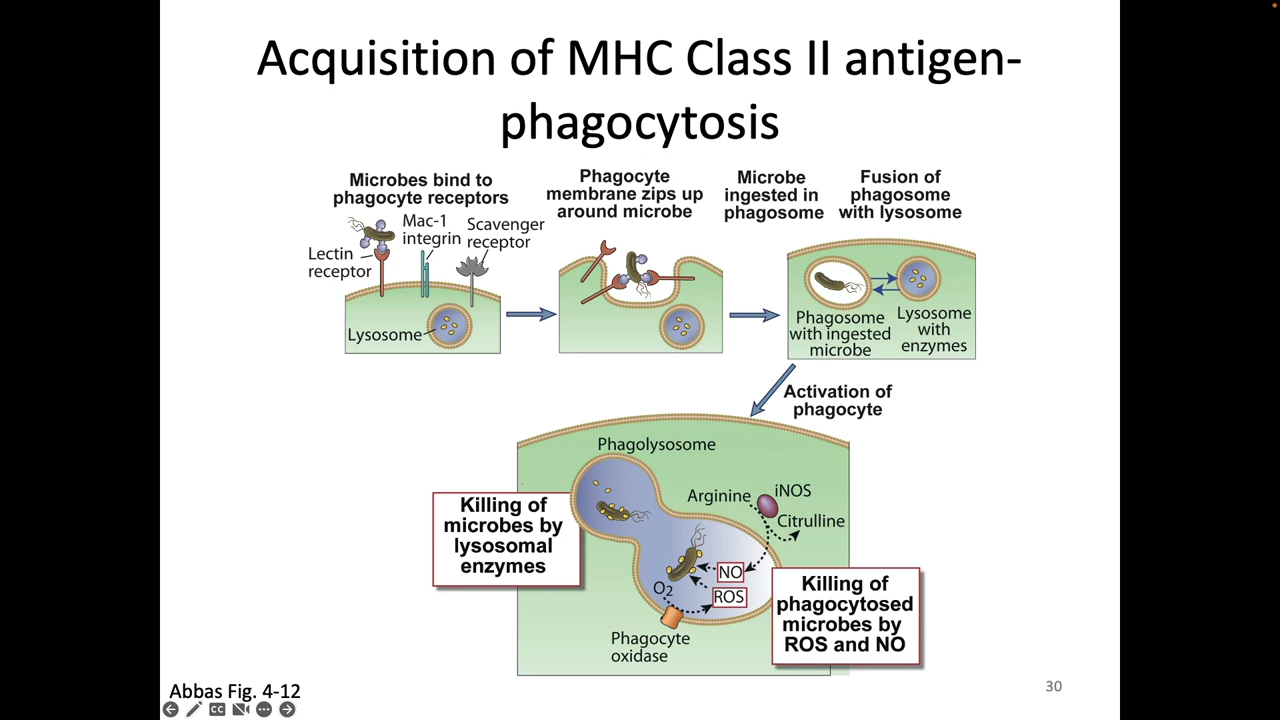 Acquisition of MHC Class II antigen-
phagocytosis
Microbes bind to
phagocyte receptors
Lectin
receptor
Mac-1
integrin
Scavenger
receptor
Lysosome
Phagocyte
membrane zips up
around microbe
Microbe
ingested in
phagosome
Fusion of
phagosome
with lysosome
Phagosome
with ingested
microbe
Lysosome
with
enzymes
Activation of
phagocyte
Phagolysosome
Killing of
microbes by
lysosomal
enzymes
Arginine
iNOS
Citrulline
NO
O2
ROS
Phagocyte
oxidase
Killing of
phagocytosed
microbes by
ROS and NO
Abbas Fig. 4-12
CC
30